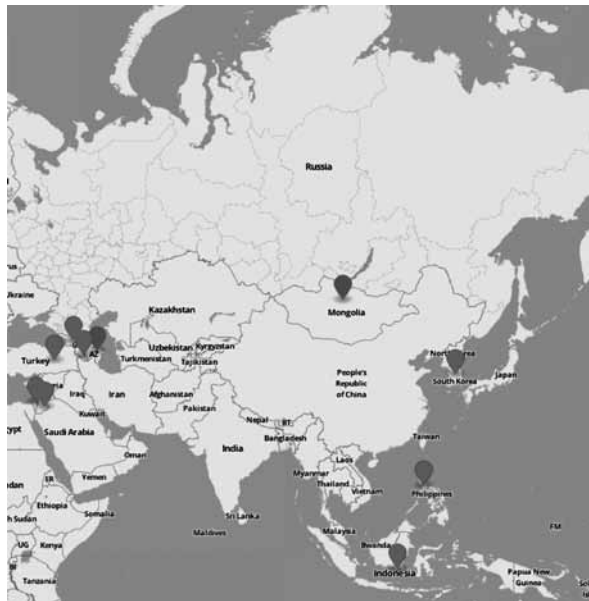 Russia
Ukraine
Kazakhstan
Mongolia
Uzbekistan
Kyrgyzstan
Turkey
AZ
Turkmenistan
Tajikistan
North Korea
People's
Republic
of China
South Korea
Japan
Iraq
Iran
Afghanistan
Kuwait
Pakistan
Nepal
BT
Saudi Arabia
Bangladesh
Taiwan
India
Oman
Myanmar
Laos
Yemen
Thailand
Vietnam
Philippines
ER
Ethiopia
Somalia
Sri Lanka
Maldives
Malaysia
FM
UG
Kenya
Rwanda
Indonesia
Tanzania
Papua New
Guinea